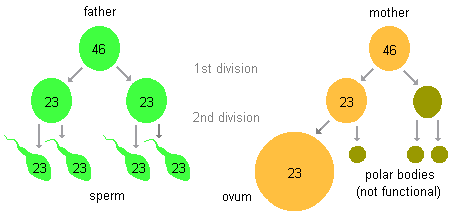 father
mother
46
46
1st division
23
23
23
2nd division
23
23
23
23
23
sperm
ovum
polar bodies
(not functional)